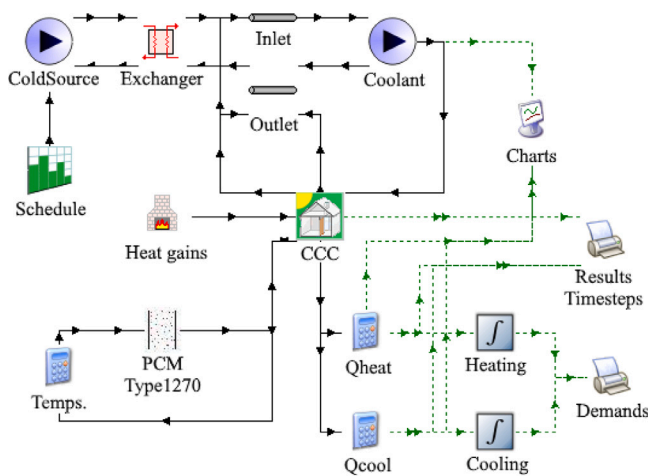 Inlet
ColdSource
Exchanger
Coolant
Outlet
Charts
Schedule
Heat gains
CCC
Results
Timesteps
PCM
Type1270
Temps.
Qheat
Heating
Demands
Qcool
Cooling